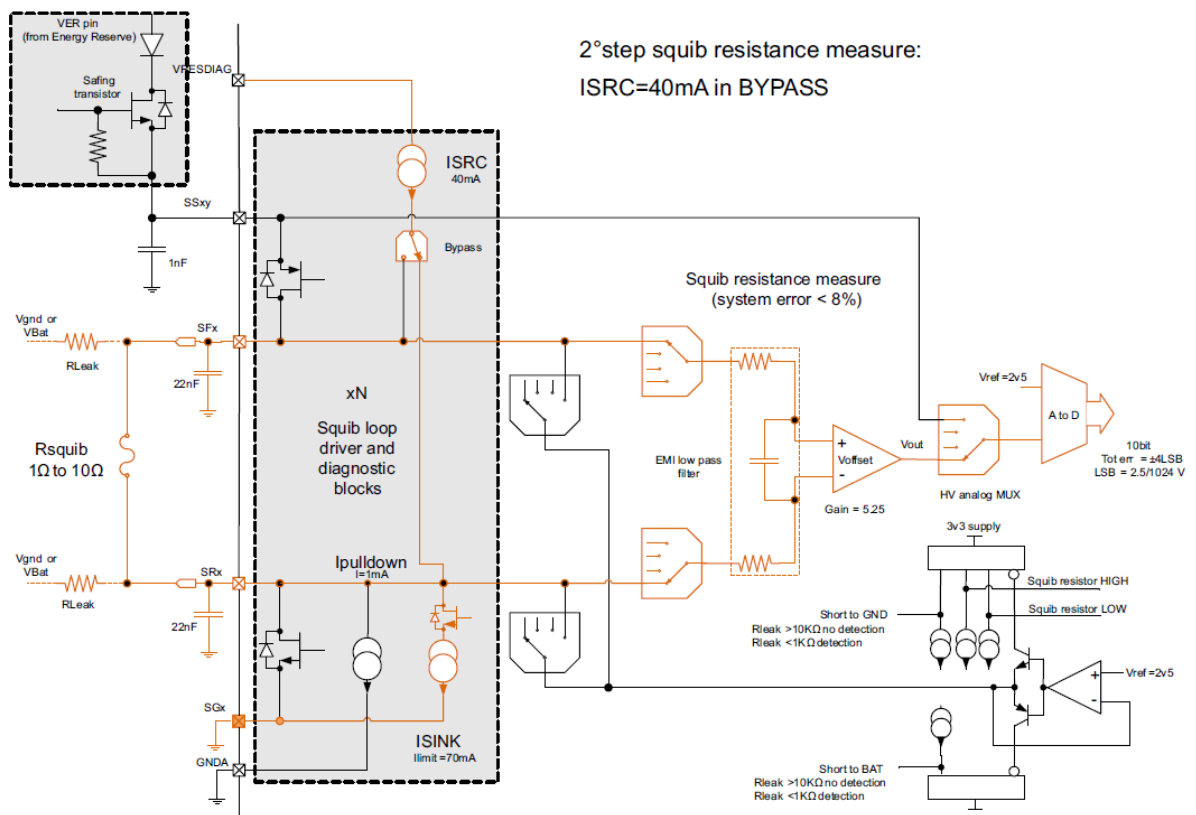 VER pin
(from Energy Reserve)
Safing
transistor
VRESDIAG
2°step squib resistance measure:
ISRC=40mA in BYPASS
ISRC
40mA
SSxy
Bypass
1nF
Squib resistance measure
(system error < 8%)
Vgnd or
VBat
RLeak
SFx
22nF
Vref=2v5
A to D
xN
Squib loop
driver and
diagnostic
blocks
Rsquib
1Ω to 10Ω
EMI low pass
filter
+
Voffset
-
Vout
Gain = 5.25
HV analog MUX
10bit
Tot err = ±4LSB
LSB = 2.5/1024 V
3v3 supply
Vgnd or
VBat
RLeak
SRx
22nF
Ipulldown
I=1mA
Squib resistor HIGH
Squib resistor LOW
Short to GND
Rleak >10KΩ no detection
Rleak <1KΩ detection
+
-
Vref=2v5
SGx
ISINK
Ilimit =70mA
GNDA
Short to BAT
Rleak >10KΩ no detection
Rleak <1KΩ detection